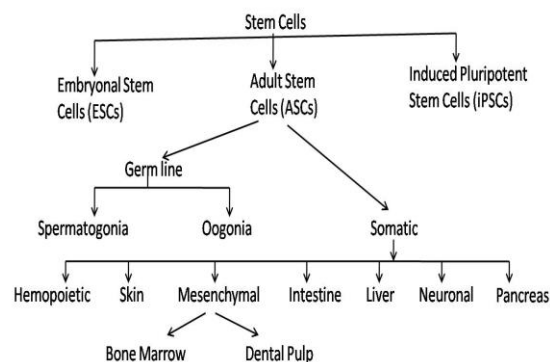 Stem Cells
Embryonal Stem
Cells (ESCs)
Adult Stem
Cells (ASCs)
Induced Pluripotent
Stem Cells (iPSCs)
Germ line
Spermatogonia
Oogonia
Somatic
Hemopoietic
Skin
Mesenchymal
Intestine
Liver
Neuronal
Pancreas
Bone Marrow
Dental Pulp